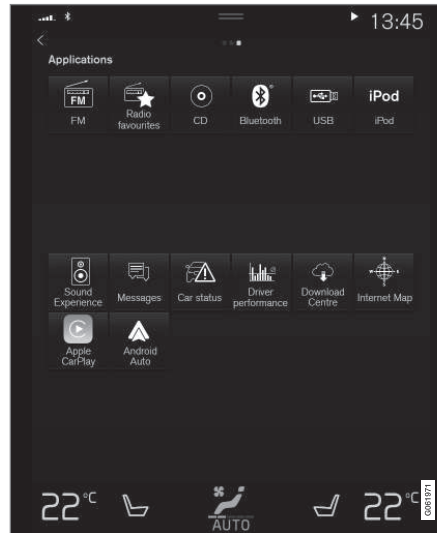 13:45
Applications
FM
FM
Radio
favourites
CD
Bluetooth
USB
iPod
iPod
Sound
Experience
Messages
Car status
Driver
performance
Download
Centre
Internet Map
Apple
CarPlay
Android
Auto
22°C
AUTO
22°C
G061971